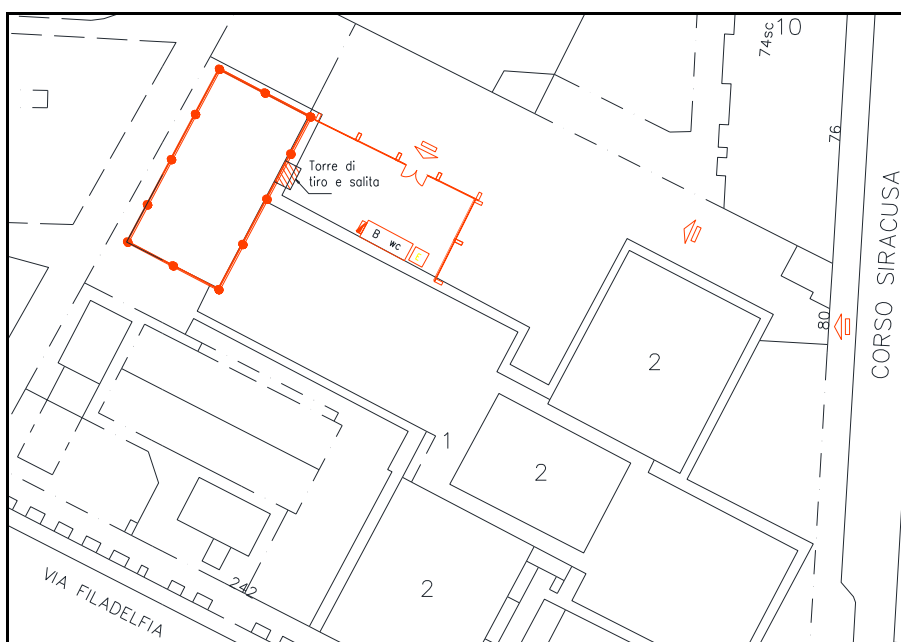 10
74sc
76
Torre di
tiro e salita
B wc
CORSO SIRACUSA
80
2
1
2
2
242
VIA FILADELFIA